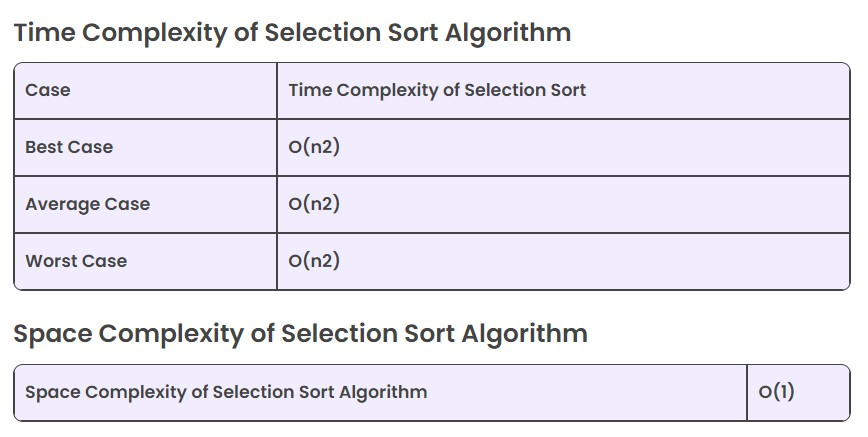 Time Complexity of Selection Sort Algorithm
Case Time Complexity of Selection Sort
Best Case O(n2)
Average Case O(n2)
Worst Case O(n2)
Space Complexity of Selection Sort Algorithm
Space Complexity of Selection Sort Algorithm O(1)